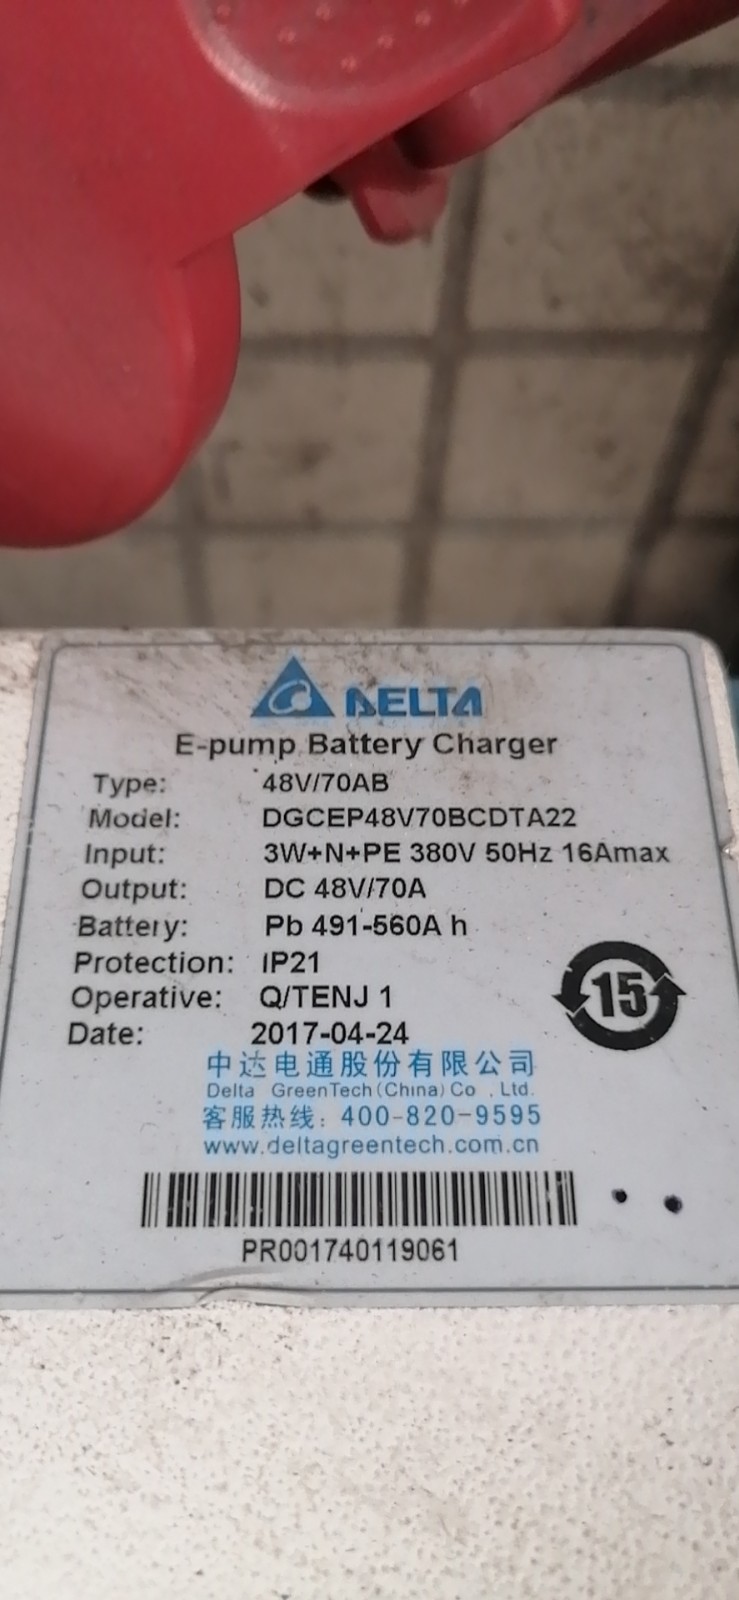 DELTA
E-pump Battery Charger
Type: 48V/70AB
Model: DGCEP48V70BCDTA22
Input: 3W+N+PE 380V 50Hz 16Amax
Output: DC 48V/70A
Battery: Pb 491-560A h
Protection: IP21
Operative: Q/TENJ 1
Date: 2017-04-24
15
中达电通股份有限公司
Delta GreenTech(China)Co ., Ltd.
客服热线: 400-820-9595
www.deltagreentech.com.cn
PR001740119061